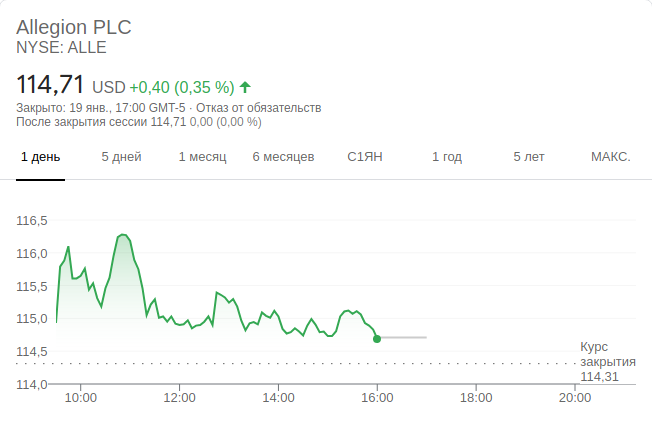 Allegion PLC
NYSE: ALLE
114,71 USD +0,40 (0,35 %)
Закрыто: 19 янв., 17:00 GMT-5 · Отказ от обязательств
После закрытия сессии 114,71 0,00 (0,00 %)
1 день 5 дней 1 месяц 6 месяцев С1ЯН 1 год 5 лет МАКС.
116,5
116,0
115,5
115,0
114,5
114,0
Курс
закрытия
114,31
10:00 12:00 14:00 16:00 18:00 20:00